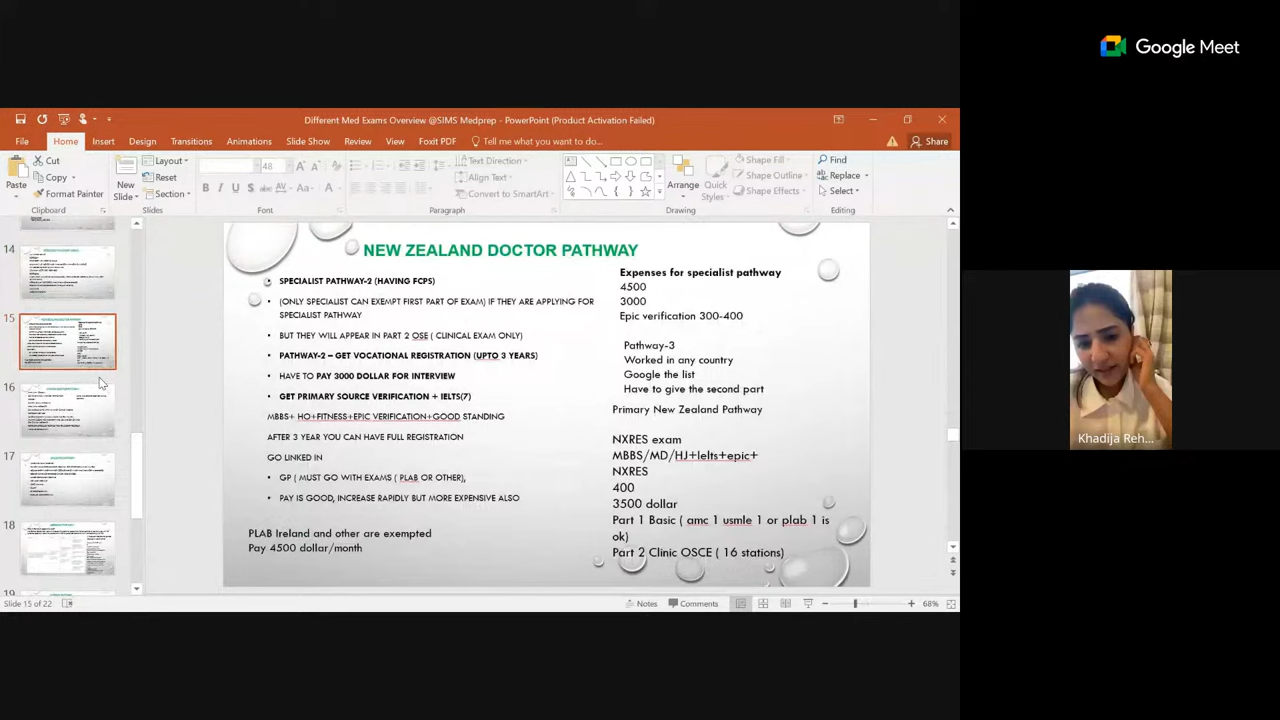 Google Meet
Different Med Exams Overview @SIMS Medprep - PowerPoint (Product Activation Failed)
File Home Insert Design Transitions Animations Slide Show Review View Foxit PDF Tell me what you want to do... Share
Paste
Cut
Copy
Format Painter
Clipboard
New Slide
Layout
Reset
Section
Slides
48
B I U S abc AV Aa A
Font
Text Direction
Align Text
Convert to SmartArt
Paragraph
Arrange
Quick Styles
Shape Fill
Shape Outline
Shape Effects
Drawing
Find
Replace
Select
Editing
14
15
16
17
18
19
NEW ZEALAND DOCTOR PATHWAY
• SPECIALIST PATHWAY-2 (HAVING FCPS)
• (ONLY SPECIALIST CAN EXEMPT FIRST PART OF EXAM) IF THEY ARE APPLYING FOR
SPECIALIST PATHWAY
• BUT THEY WILL APPEAR IN PART 2 OSE ( CLINICAL EXAM ONLY)
• PATHWAY-2 – GET VOCATIONAL REGISTRATION (UPTO 3 YEARS)
• HAVE TO PAY 3000 DOLLAR FOR INTERVIEW
• GET PRIMARY SOURCE VERIFICATION + IELTS(7)
MBBS+ HO+FITNESS+EPIC VERIFICATION+GOOD STANDING
AFTER 3 YEAR YOU CAN HAVE FULL REGISTRATION
GO LINKED IN
• GP ( MUST GO WITH EXAMS ( PLAB OR OTHER),
• PAY IS GOOD, INCREASE RAPIDLY BUT MORE EXPENSIVE ALSO
PLAB Ireland and other are exempted
Pay 4500 dollar/month
Expenses for specialist pathway
4500
3000
Epic verification 300-400
Pathway-3
Worked in any country
Google the list
Have to give the second part
Primary New Zealand Pathway
NXRES exam
MBBS/MD/HJ+Ielts+epic+
NXRES
400
3500 dollar
Part 1 Basic ( amc 1 usmle 1 or plab 1 is
ok)
Part 2 Clinic OSCE ( 16 stations)
Khadija Reh...
Slide 15 of 22
Notes Comments 68%